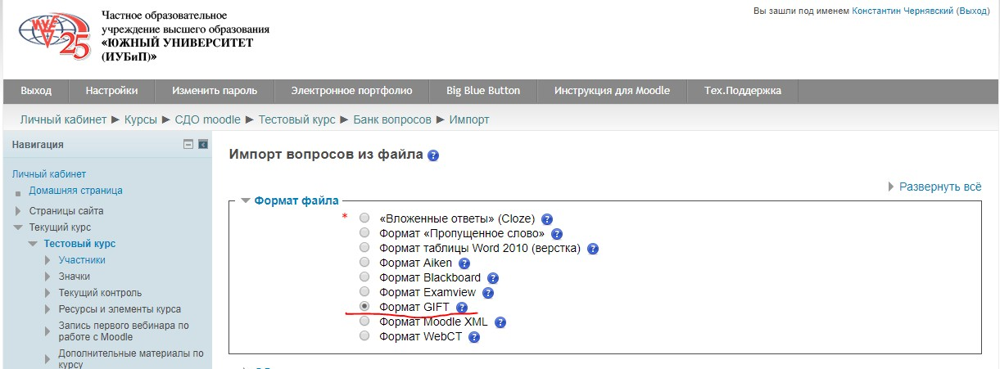 Частное образовательное
учреждение высшего образования
«ЮЖНЫЙ УНИВЕРСИТЕТ
(ИУБиП)»
25
Вы зашли под именем Константин Чернявский (Выход)
Выход Настройки Изменить пароль Электронное портфолио Big Blue Button Инструкция для Moodle Тех.Поддержка
Личный кабинет ► Курсы ► СДО moodle ► Тестовый курс ► Банк вопросов ► Импорт
Навигация
Личный кабинет
Домашняя страница
Страницы сайта
Текущий курс
Тестовый курс
Участники
Значки
Текущий контроль
Ресурсы и элементы курса
Запись первого вебинара по
работе с Moodle
Дополнительные материалы по
курсу
Импорт вопросов из файла
Развернуть всё
Формат файла
* «Вложенные ответы» (Cloze)
Формат «Пропущенное слово»
Формат таблицы Word 2010 (верстка)
Формат Aiken
Формат Blackboard
Формат Examview
Формат GIFT
Формат Moodle XML
Формат WebCT